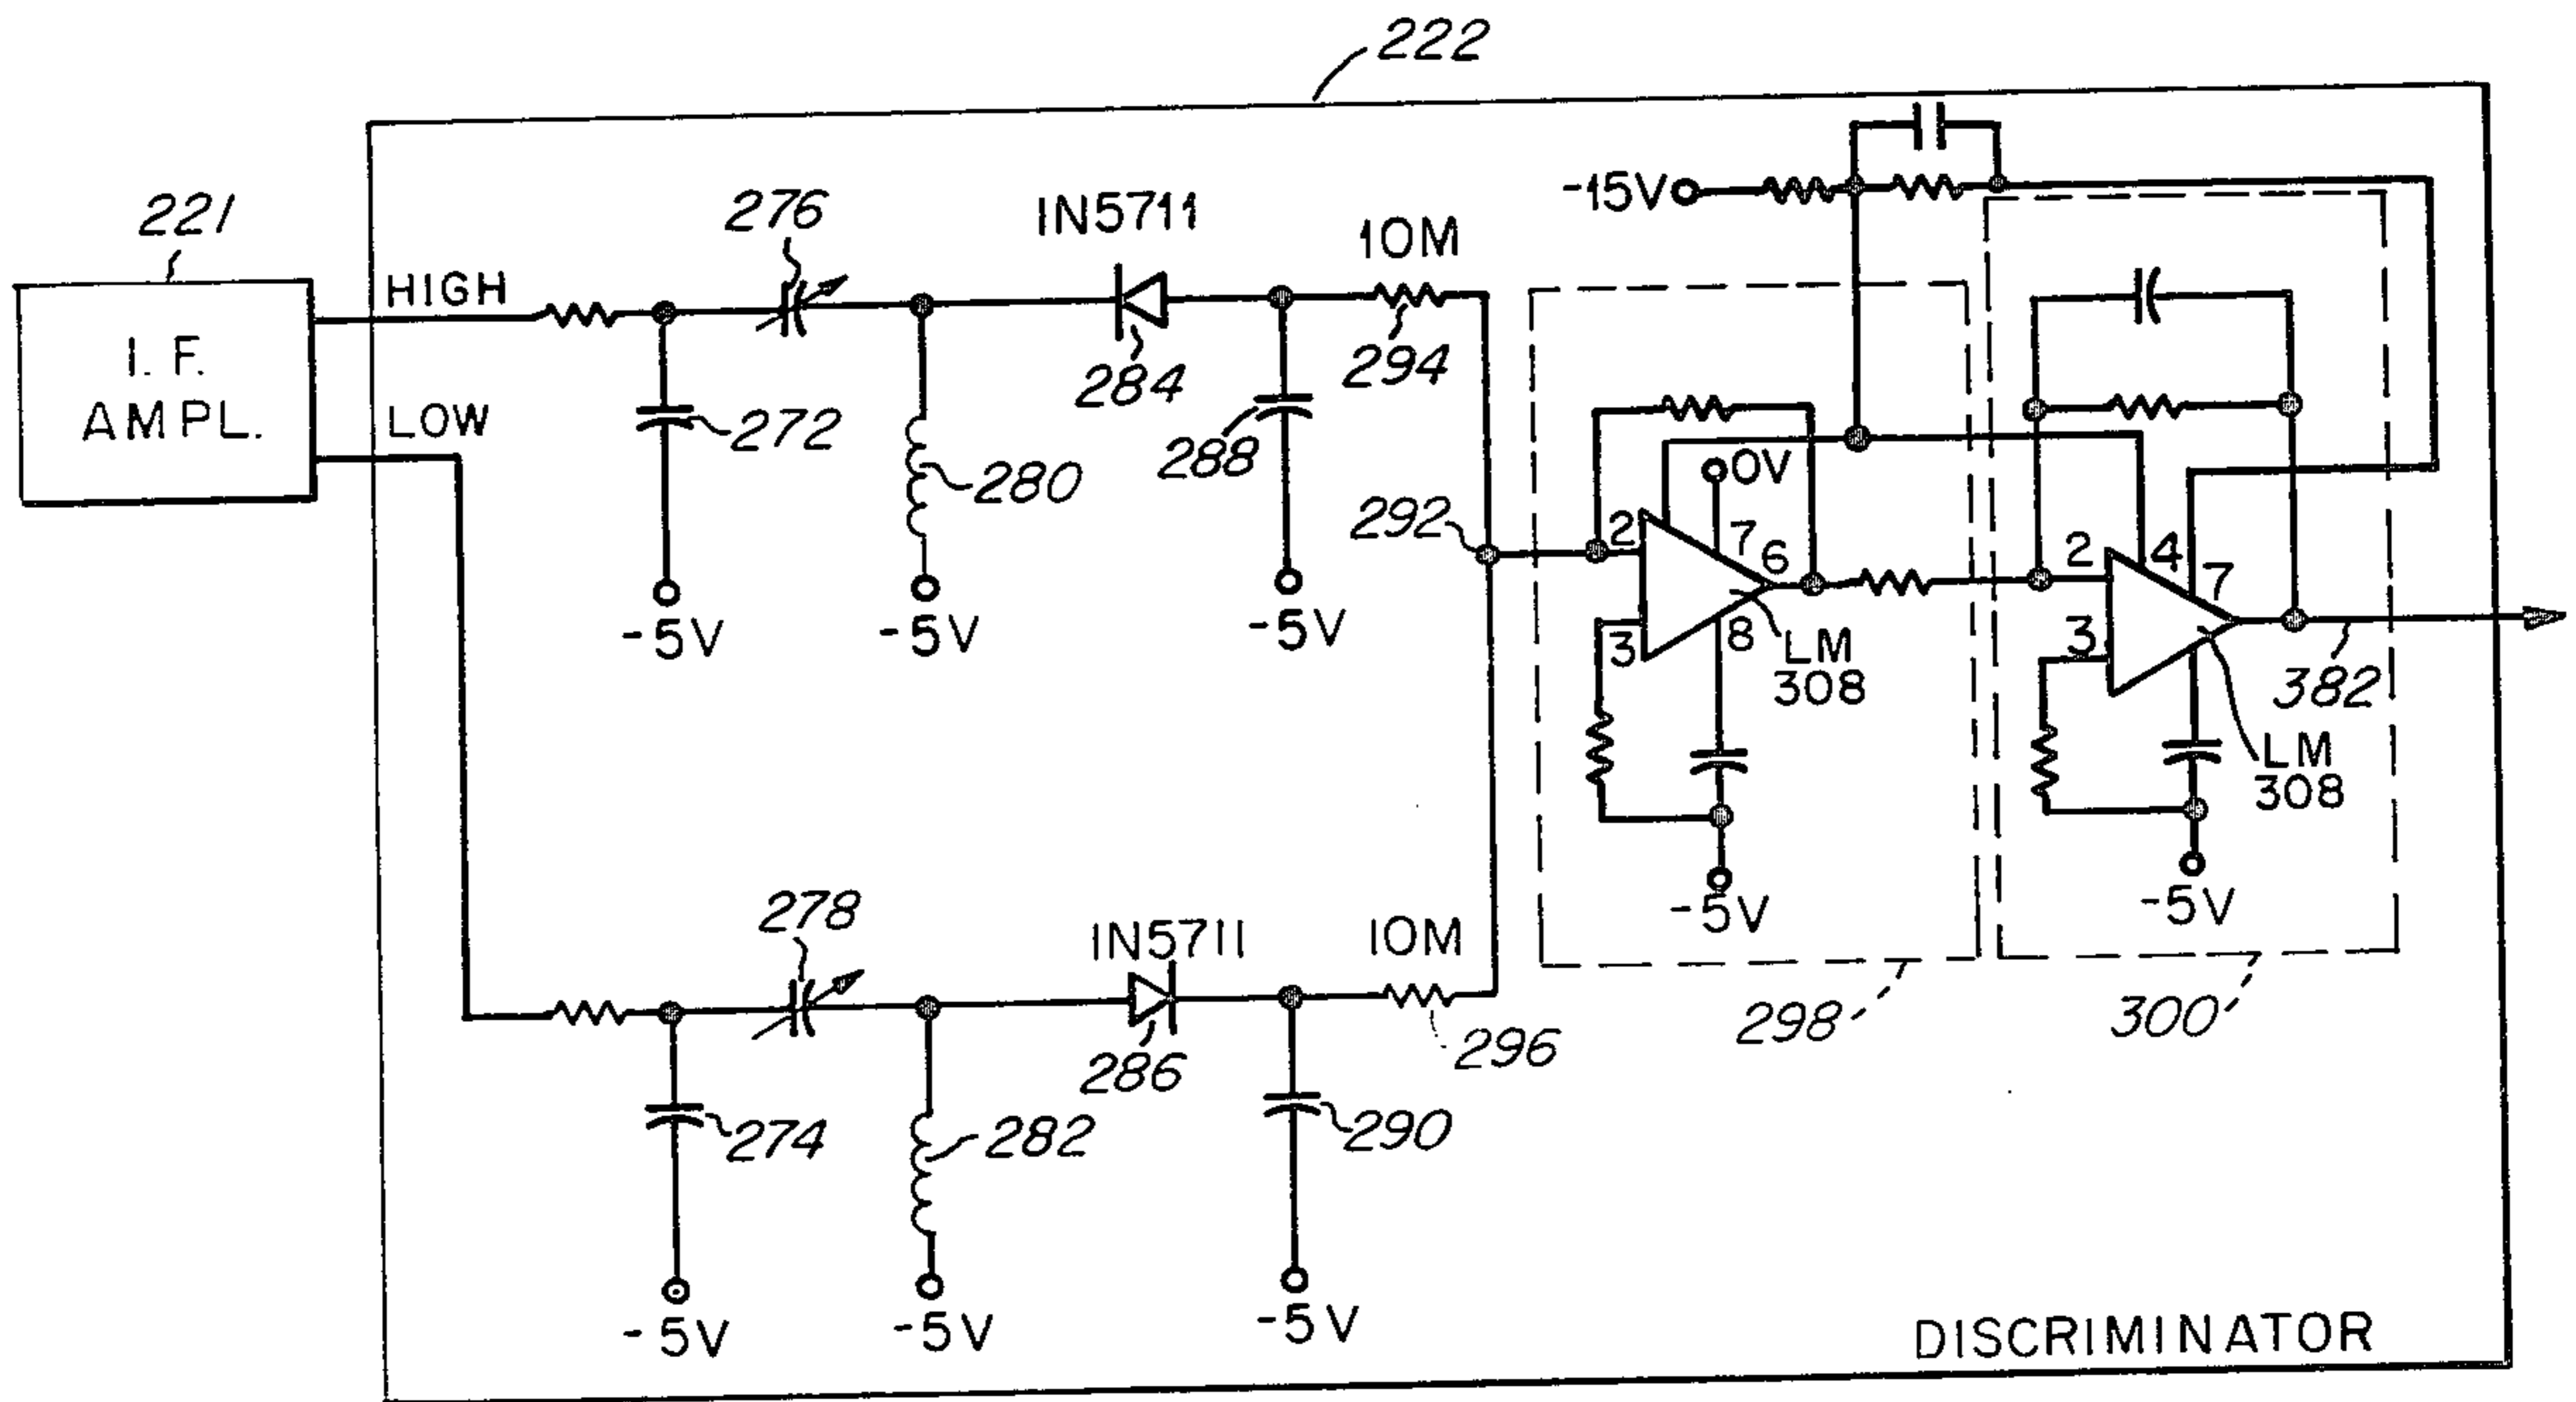 222
221
I. F.
AMPL.
HIGH
LOW
276
IN5711
10M
-15V
272
280
284
288
294
292
-5V
-5V
-5V
0V
2
3
7
6
8
LM
308
2
3
4
7
LM
308
382
-5V
-5V
298
300
278
IN5711
10M
274
282
286
290
296
-5V
-5V
-5V
DISCRIMINATOR